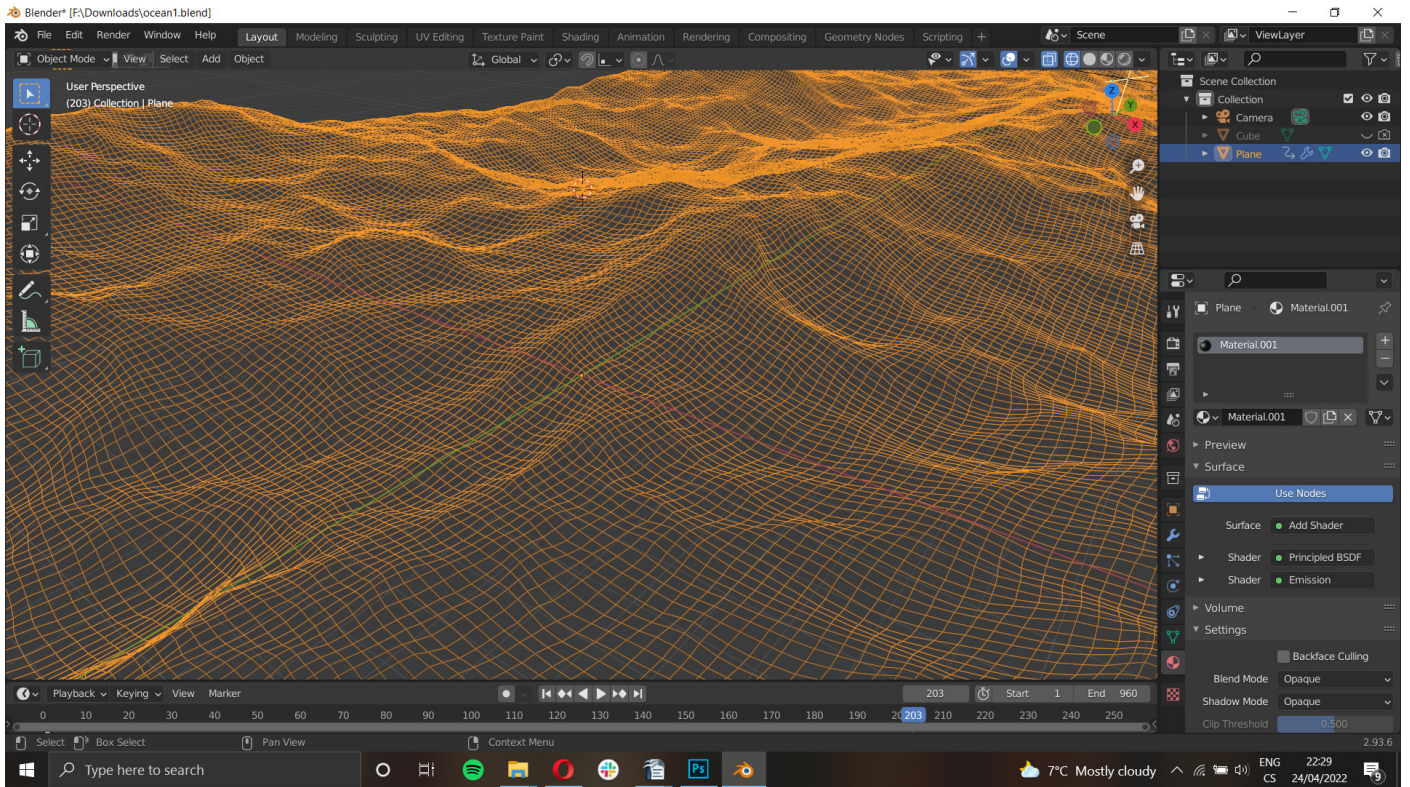 Blender* [F:\Downloads\ocean1.blend]
File Edit Render Window Help Layout Modeling Sculpting UV Editing Texture Paint Shading Animation Rendering Compositing Geometry Nodes Scripting + Scene ViewLayer
Object Mode View Select Add Object Global
User Perspective
(203) Collection | Plane
Z
Y
X
Scene Collection
Collection
Camera
Cube
Plane
Plane Material.001
Material.001
Material.001
Preview
Surface
Use Nodes
Surface Add Shader
Shader Principled BSDF
Shader Emission
Volume
Settings
Backface Culling
Blend Mode Opaque
Shadow Mode Opaque
Clip Threshold 0.500
Playback Keying View Marker 203 Start 1 End 960
0 10 20 30 40 50 60 70 80 90 100 110 120 130 140 150 160 170 180 190 20 203 210 220 230 240 250
Select Box Select Pan View Context Menu 2.93.6
Type here to search Ps 7°C Mostly cloudy ENG 22:29
CS 24/04/2022 9